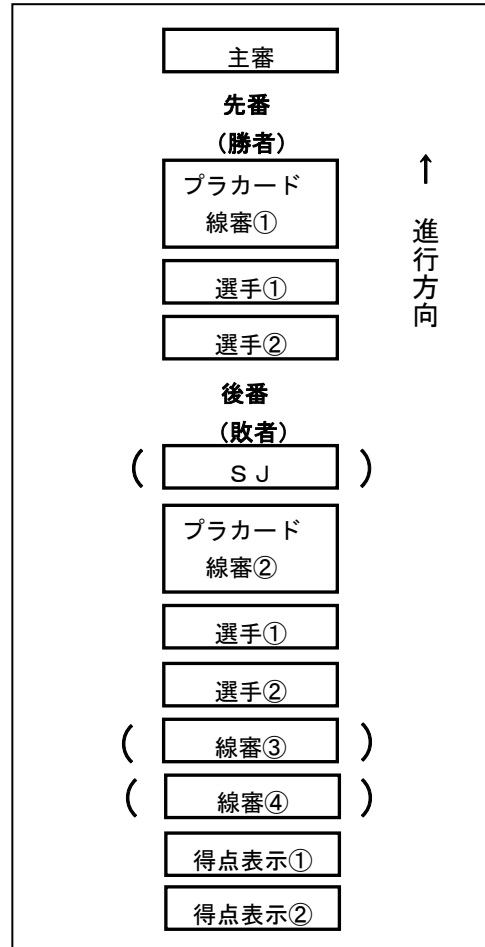 主審
先番
(勝者)
プラカード
線審①
↑
進行方向
選手①
選手②
後番
(敗者)
( ＳＪ )
プラカード
線審②
選手①
選手②
( 線審③ )
( 線審④ )
得点表示①
得点表示②